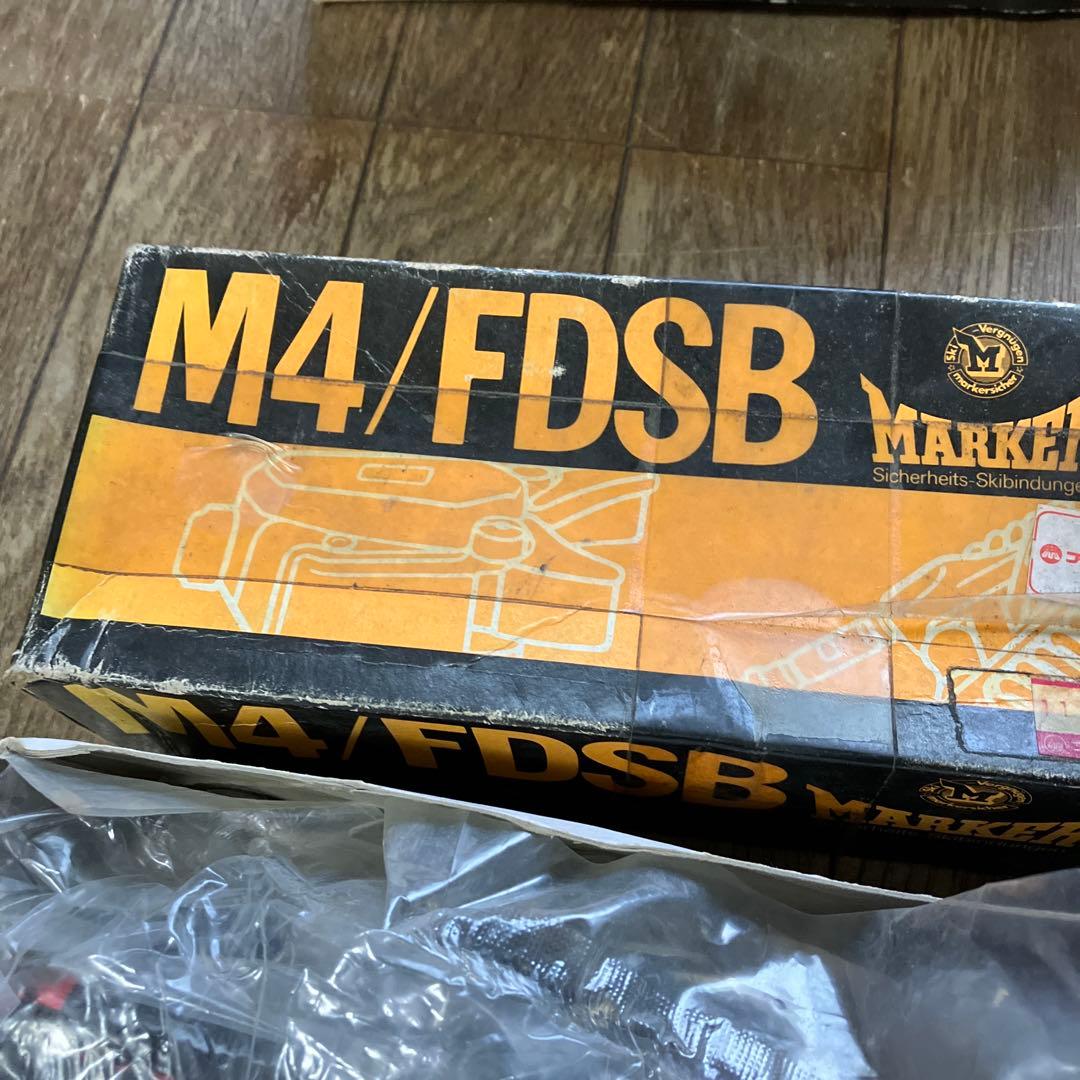 M4/FDSB
Ski Vergnügen
M
markersicher
MARKER
Sicherheits-Skibindunge
M4/FDSB
M
MARKER